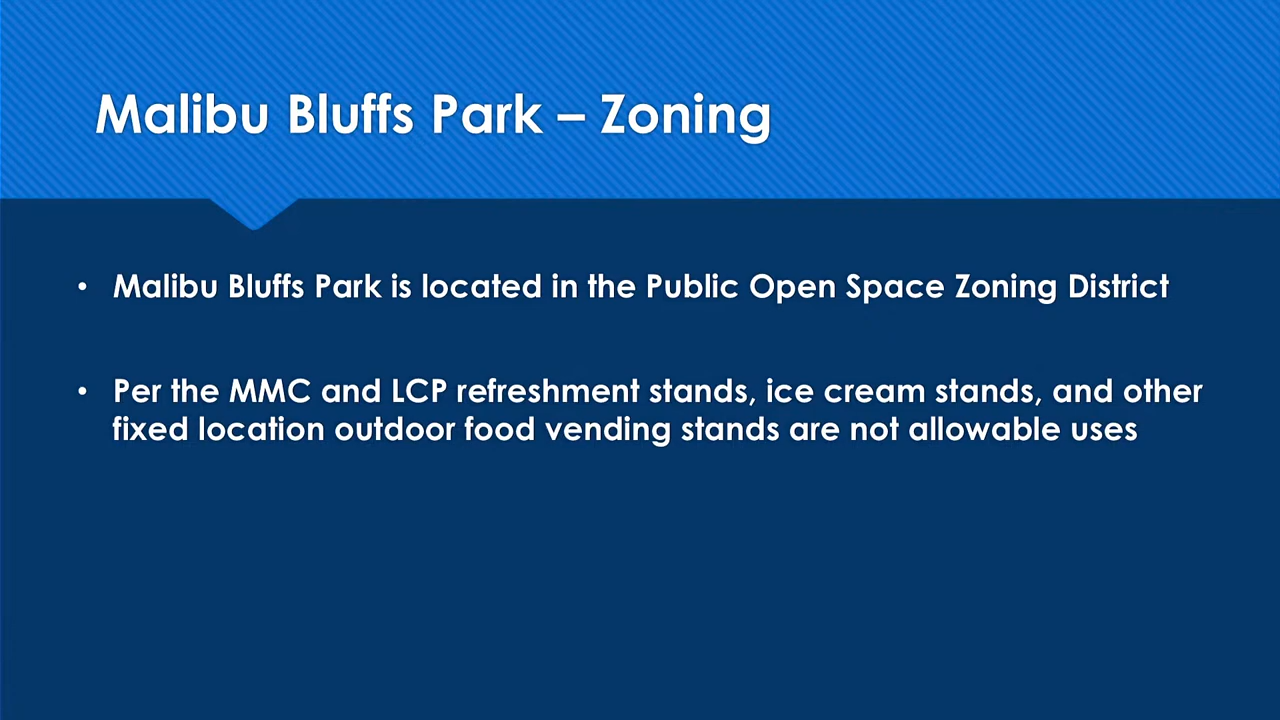 Malibu Bluffs Park – Zoning
• Malibu Bluffs Park is located in the Public Open Space Zoning District
• Per the MMC and LCP refreshment stands, ice cream stands, and other
fixed location outdoor food vending stands are not allowable uses